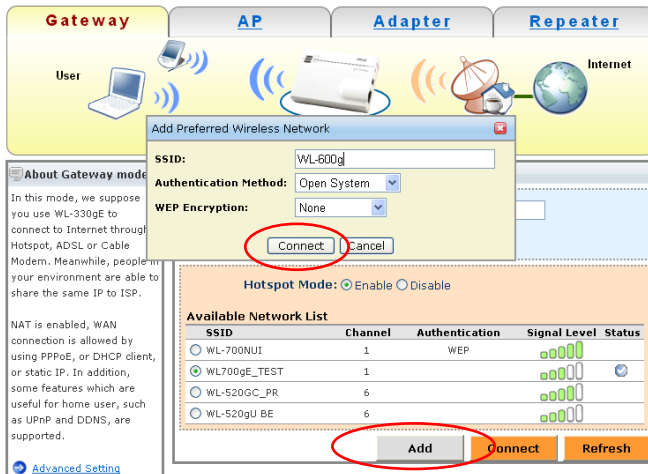 Gateway AP Adapter Repeater
User
Internet
Add Preferred Wireless Network
SSID: WL-600g
Authentication Method: Open System
WEP Encryption: None
Connect Cancel
About Gateway mode
In this mode, we suppose
you use WL-330gE to
connect to Internet through
Hotspot, ADSL or Cable
Modem. Meanwhile, people in
your environment are able to
share the same IP to ISP.
NAT is enabled, WAN
connection is allowed by
using PPPoE, or DHCP client,
or static IP. In addition,
some features which are
useful for home user, such
as UPnP and DDNS, are
supported.
Advanced Setting
Hotspot Mode: Enable Disable
Available Network List
SSID Channel Authentication Signal Level Status
WL-700NUI 1 WEP
WL700gE_TEST 1
WL-520GC_PR 6
WL-520gU BE 6
Add Connect Refresh